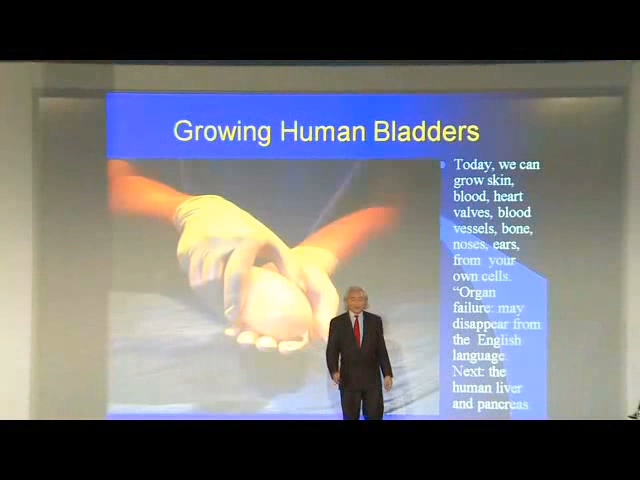 Growing Human Bladders
Today, we can
grow skin,
blood, heart
valves, blood
vessels, bone,
noses, ears,
from your
own cells.
“Organ
failure: may
disappear from
the English
language
Next: the
human liver
and pancreas